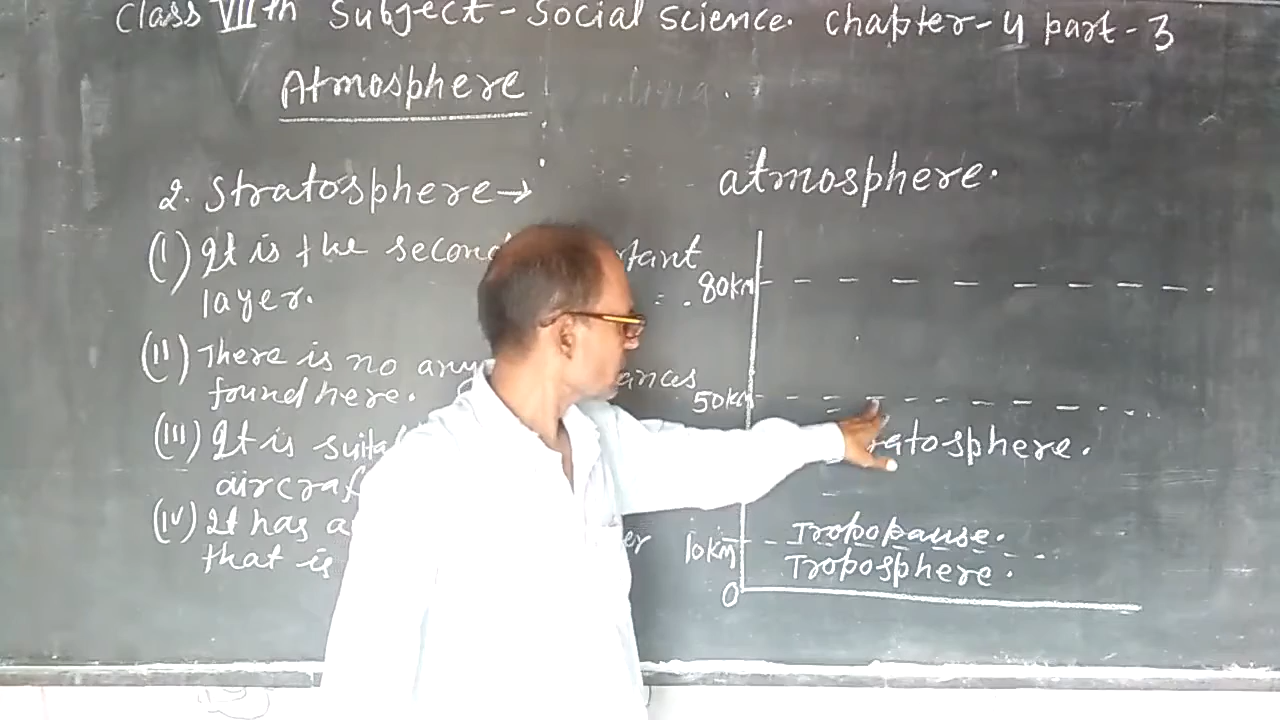 Class VIIth Subject - Social Science. Chapter-4 part-3
Atmosphere
2. Stratosphere→
(I) It is the second
layer.
(II) There is no any
found here.
(III) It is
aircraf
(IV) It has
that is
atmosphere.
80km
50km
ratosphere.
10km Tropopause.
Troposphere.
0